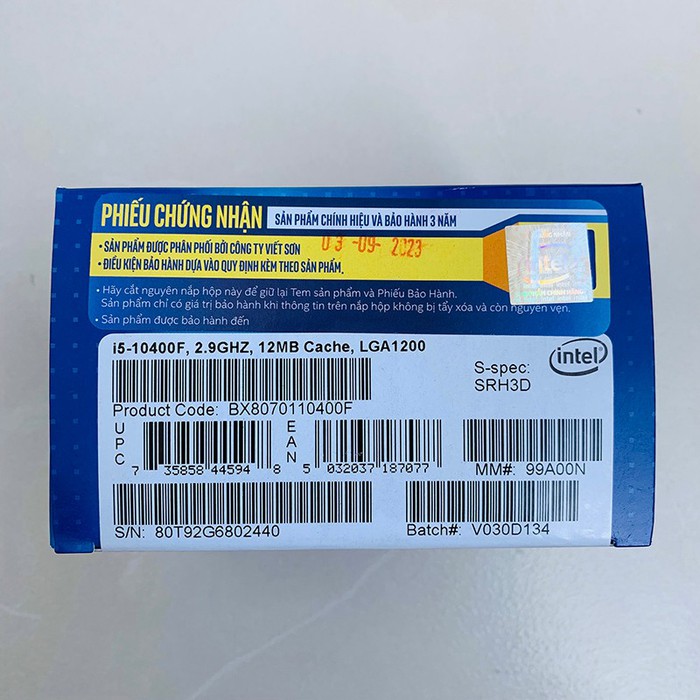 PHIẾU CHỨNG NHẬN SẢN PHẨM CHÍNH HIỆU VÀ BẢO HÀNH 3 NĂM
• SẢN PHẨM ĐƯỢC PHÂN PHỐI BỞI CÔNG TY VIẾT SƠN 03 -09- 2023
• ĐIỀU KIỆN BẢO HÀNH DỰA VÀO QUY ĐỊNH KÈM THEO SẢN PHẨM.
intel
• Hãy cắt nguyên nắp hộp này để giữ lại Tem sản phẩm và Phiếu Bảo Hành.
Sản phẩm chỉ có giá trị bảo hành khi thông tin trên nắp hộp không bị tẩy xóa và còn nguyên vẹn.
• Sản phẩm được bảo hành đến
i5-10400F, 2.9GHZ, 12MB Cache, LGA1200
intel
S-spec:
SRH3D
Product Code: BX8070110400F
UPC 7 35858 44594 8
EAN 5 032037 187077
MM#: 99A00N
S/N: 80T92G6802440
Batch#: V030D134